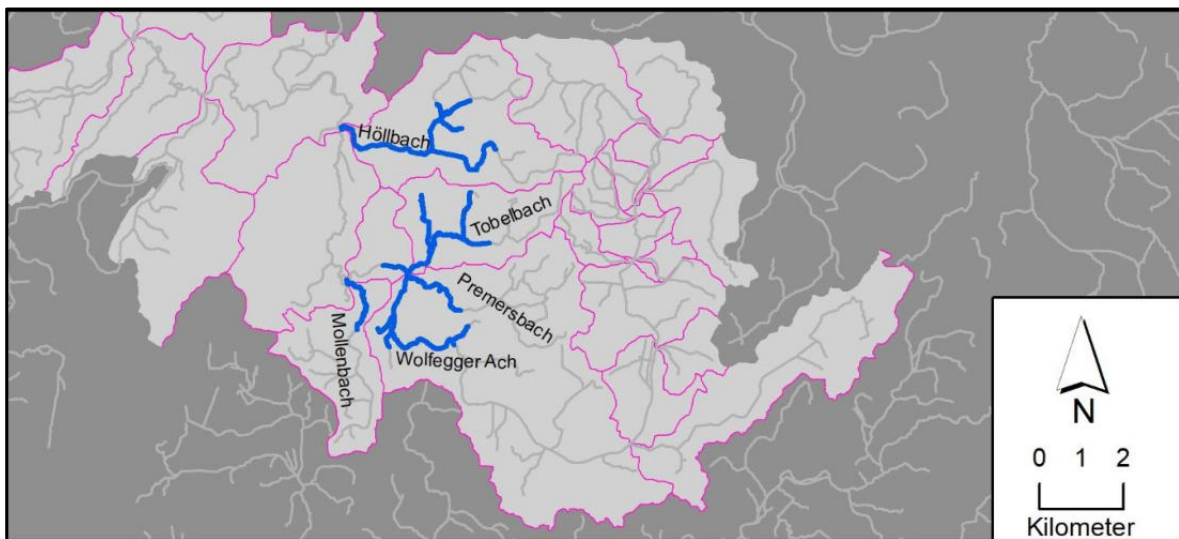 Höllbach
Tobelbach
Premersbach
Mollenbach
Wolfegger Ach
N
0 1 2
Kilometer